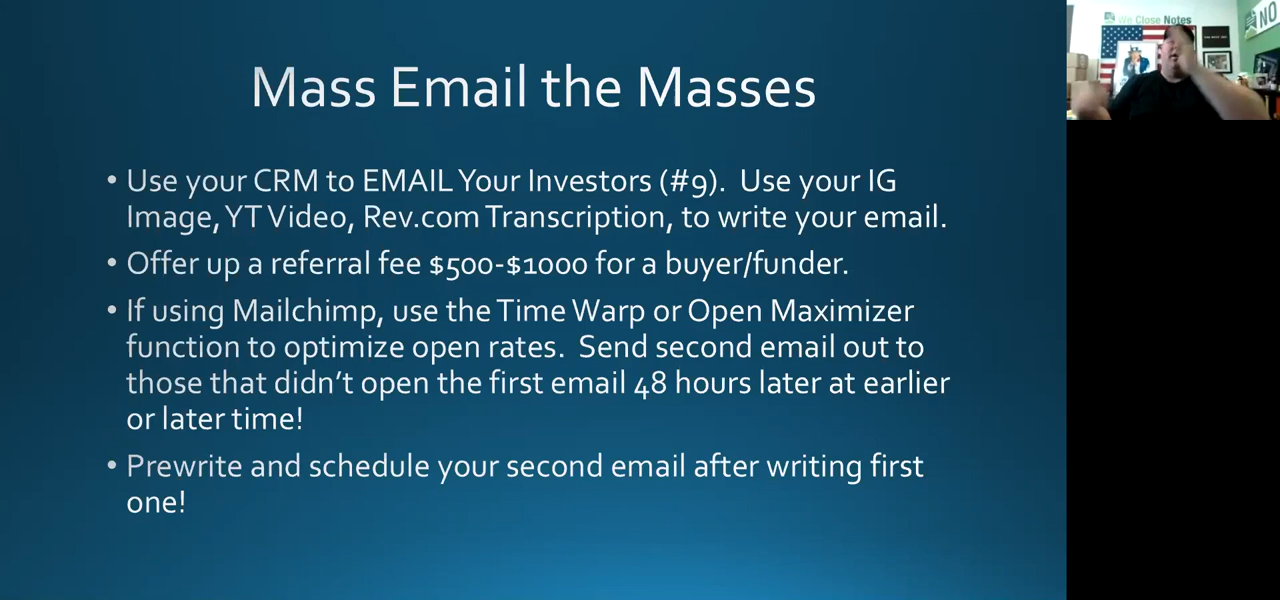 Mass Email the Masses
• Use your CRM to EMAIL Your Investors (#9).  Use your IG
Image, YT Video, Rev.com Transcription, to write your email.
• Offer up a referral fee $500-$1000 for a buyer/funder.
• If using Mailchimp, use the Time Warp or Open Maximizer
function to optimize open rates.  Send second email out to
those that didn't open the first email 48 hours later at earlier
or later time!
• Prewrite and schedule your second email after writing first
one!
We Close Notes
NO